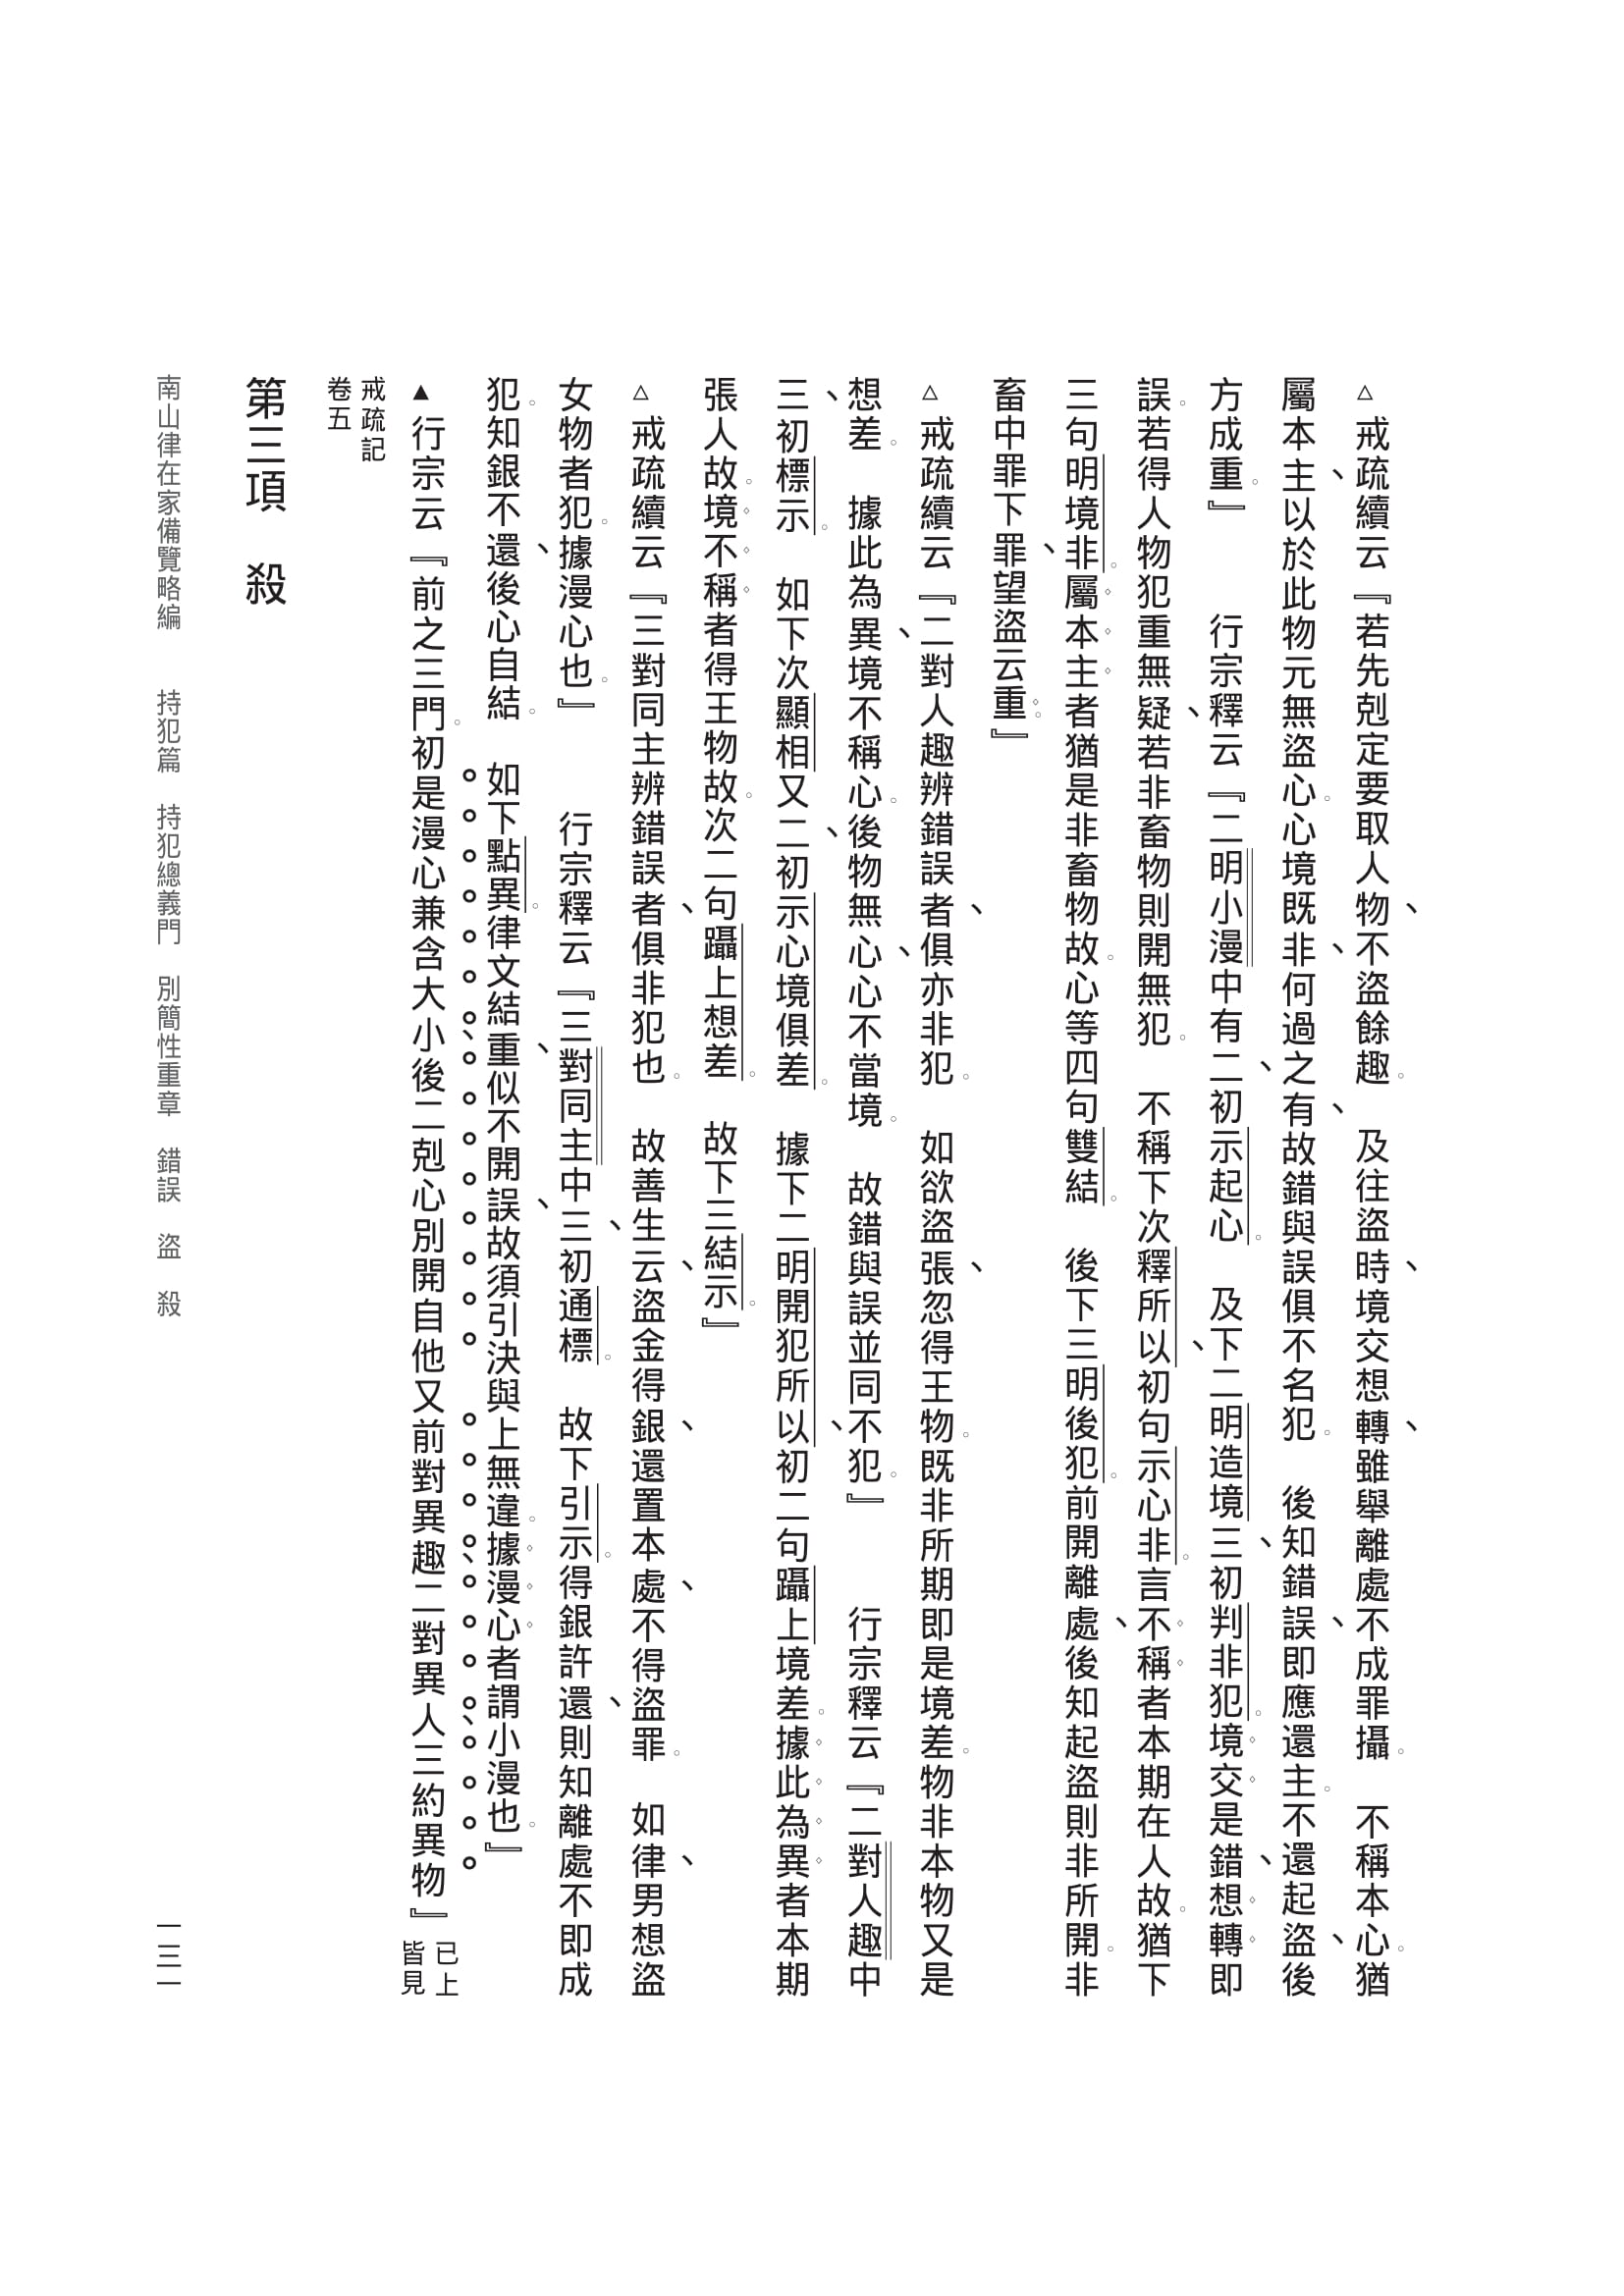 △戒疏續云『若先剋定要取人物、不盜餘趣。　及往盜時、境交想轉、雖舉離處不成罪攝。　不稱本心。猶
屬本主、以於此物元無盜心。心境既非、何過之有、故錯與誤俱不名犯。　後知錯誤、即應還主。不還起盜、後
方成重。』　　行宗釋云『二明小漫中有二、初示起心。　及下二明造境三、初判非犯。境交是錯、想轉即
誤。若得人物犯重無疑、若非畜物則開無犯。　不稱下次釋所以、初句示心非。言不稱者本期在人故。猶下
三句明境非。屬本主者猶是非畜物故。心等四句雙結。　後下三明後犯。前開離處、後知起盜則非所開。非
畜中罪下罪、望盜云重。』
△戒疏續云『二對人趣辨錯誤者、俱亦非犯。　如欲盜張、忽得王物。既非所期即是境差。物非本物又是
想差。　據此為異、境不稱心。後物無心、心不當境。　故錯與誤並同不犯。』　　行宗釋云『二對人趣中
三、初標示。　如下次顯相又二、初示心境俱差。　據下二明開犯所以、初二句躡上境差。據此為異者本期
張人故。境不稱者得王物故。次二句躡上想差。　故下三結示。』
△戒疏續云『三對同主辨錯誤者、俱非犯也。　故善生云、盜金得銀、還置本處、不得盜罪。　如律、男想盜
女物者犯。據漫心也。』　　行宗釋云『三對同主中三、初通標。　故下引示。得銀許還、則知離處不即成
犯。知銀不還、後心自結。　如下點異。律文結重、似不開誤、故須引決與上無違。據漫心者謂小漫也。』
▲行宗云『前之三門。初是漫心兼含大小、後二剋心別開自他。又前對異趣、二對異人、三約異物』已上皆見
戒疏記卷五
第三項　殺
南山律在家備覽略編　　持犯篇　持犯總義門　別簡性重章　錯誤　盜　殺
一三一